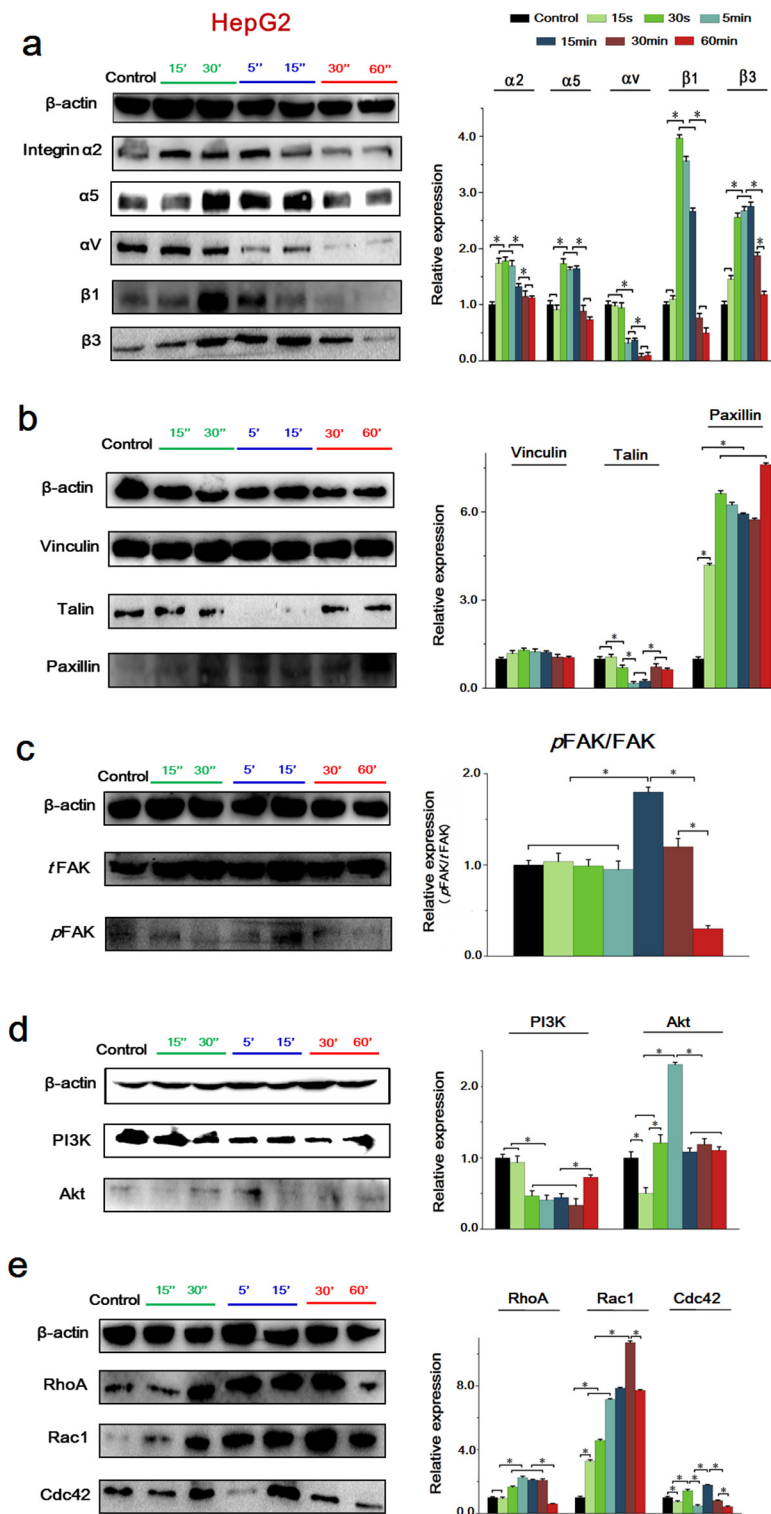 HepG2
a
Control 15' 30' 5'' 15'' 30'' 60''
β-actin
Integrin α2
α5
αV
β1
β3
Control 15s 30s 5min
15min 30min 60min
α2 α5 αv β1 β3
Relative expression
4.0
3.0
2.0
1.0
0.0
* * * * * * * * * * * * * * * *
b
Control 15'' 30'' 5' 15' 30' 60'
β-actin
Vinculin
Talin
Paxillin
Paxillin
Vinculin Talin
Relative expression
6.0
3.0
0.0
* * * * * *
c
Control 15'' 30'' 5' 15' 30' 60'
β-actin
tFAK
pFAK
pFAK/FAK
Relative expression
( pFAK/tFAK)
2.0
1.0
0.0
* * *
d
Control 15'' 30'' 5' 15' 30' 60'
β-actin
PI3K
Akt
PI3K Akt
Relative expression
2.0
1.0
0.0
* * * * * * *
e
Control 15'' 30'' 5' 15' 30' 60'
β-actin
RhoA
Rac1
Cdc42
RhoA Rac1 Cdc42
Relative expression
8.0
4.0
0.0
* * * * * * * * * * * * *